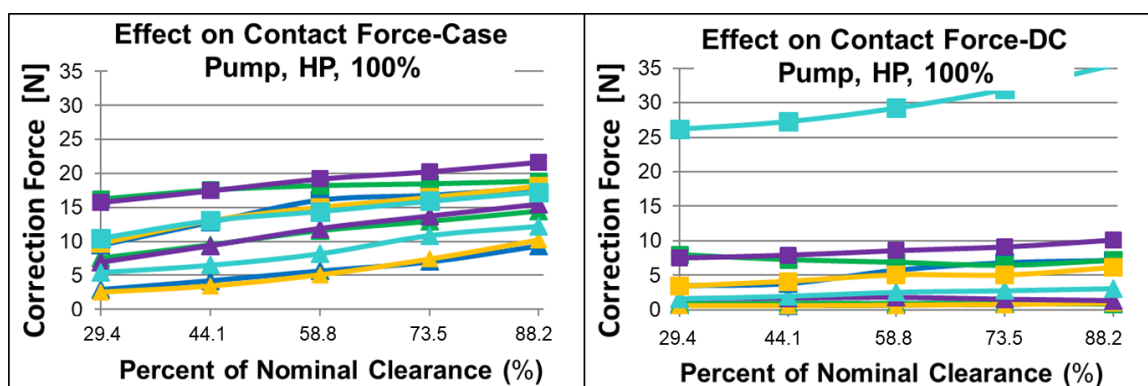 Effect on Contact Force-Case
Pump, HP, 100%
Correction Force [N]
35
30
25
20
15
10
5
0
29.4 44.1 58.8 73.5 88.2
Percent of Nominal Clearance (%)
Effect on Contact Force-DC
Pump, HP, 100%
Correction Force [N]
35
30
25
20
15
10
5
0
29.4 44.1 58.8 73.5 88.2
Percent of Nominal Clearance (%)